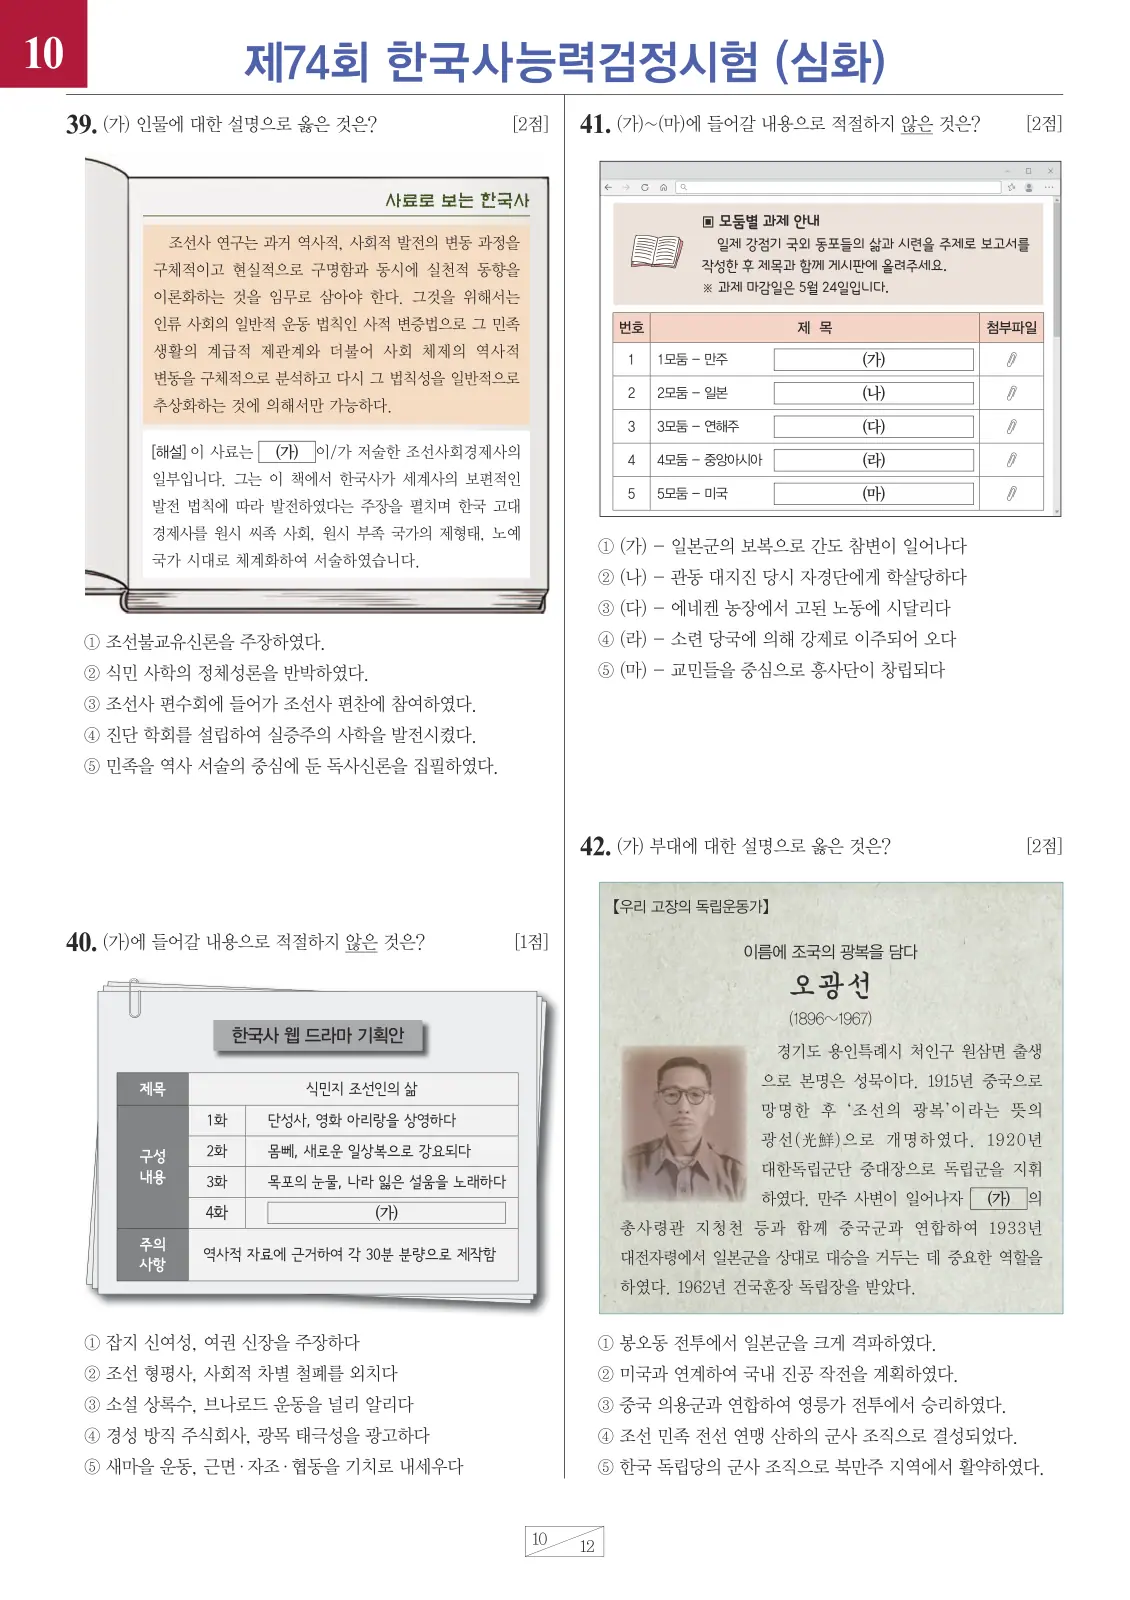 10
제74회 한국사능력검정시험 (심화)
39. (가) 인물에 대한 설명으로 옳은 것은? [2점]
사료로 보는 한국사
조선사 연구는 과거 역사적, 사회적 발전의 변동 과정을
구체적이고 현실적으로 구명함과 동시에 실천적 동향을
이론화하는 것을 임무로 삼아야 한다. 그것을 위해서는
인류 사회의 일반적 운동 법칙인 사적 변증법으로 그 민족
생활의 계급적 제관계와 더불어 사회 체제의 역사적
변동을 구체적으로 분석하고 다시 그 법칙성을 일반적으로
추상화하는 것에 의해서만 가능하다.
[해설] 이 사료는 (가) 이/가 저술한 조선사회경제사의
일부입니다. 그는 이 책에서 한국사가 세계사의 보편적인
발전 법칙에 따라 발전하였다는 주장을 펼치며 한국 고대
경제사를 원시 씨족 사회, 원시 부족 국가의 제형태, 노예
국가 시대로 체계화하여 서술하였습니다.
① 조선불교유신론을 주장하였다.
② 식민 사학의 정체성론을 반박하였다.
③ 조선사 편수회에 들어가 조선사 편찬에 참여하였다.
④ 진단 학회를 설립하여 실증주의 사학을 발전시켰다.
⑤ 민족을 역사 서술의 중심에 둔 독사신론을 집필하였다.
40. (가)에 들어갈 내용으로 적절하지 않은 것은? [1점]
한국사 웹 드라마 기획안
제목 식민지 조선인의 삶
구성 내용
1화 단성사, 영화 아리랑을 상영하다
2화 몸뻬, 새로운 일상복으로 강요되다
3화 목포의 눈물, 나라 잃은 설움을 노래하다
4화 (가)
주의 사항 역사적 자료에 근거하여 각 30분 분량으로 제작함
① 잡지 신여성, 여권 신장을 주장하다
② 조선 형평사, 사회적 차별 철폐를 외치다
③ 소설 상록수, 브나로드 운동을 널리 알리다
④ 경성 방직 주식회사, 광목 태극성을 광고하다
⑤ 새마을 운동, 근면·자조·협동을 기치로 내세우다
41. (가)~(마)에 들어갈 내용으로 적절하지 않은 것은? [2점]
▣ 모둠별 과제 안내
일제 강점기 국외 동포들의 삶과 시련을 주제로 보고서를
작성한 후 제목과 함께 게시판에 올려주세요.
※ 과제 마감일은 5월 24일입니다.
번호 제 목 첨부파일
1 1모둠 – 만주 (가)
2 2모둠 – 일본 (나)
3 3모둠 – 연해주 (다)
4 4모둠 – 중앙아시아 (라)
5 5모둠 – 미국 (마)
① (가) – 일본군의 보복으로 간도 참변이 일어나다
② (나) – 관동 대지진 당시 자경단에게 학살당하다
③ (다) – 에네켄 농장에서 고된 노동에 시달리다
④ (라) – 소련 당국에 의해 강제로 이주되어 오다
⑤ (마) – 교민들을 중심으로 흥사단이 창립되다
42. (가) 부대에 대한 설명으로 옳은 것은? [2점]
【우리 고장의 독립운동가】
이름에 조국의 광복을 담다
오광선
(1896~1967)
경기도 용인특례시 처인구 원삼면 출생
으로 본명은 성묵이다. 1915년 중국으로
망명한 후 ‘조선의 광복’이라는 뜻의
광선(光鮮)으로 개명하였다. 1920년
대한독립군단 중대장으로 독립군을 지휘
하였다. 만주 사변이 일어나자 (가) 의
총사령관 지청천 등과 함께 중국군과 연합하여 1933년
대전자령에서 일본군을 상대로 대승을 거두는 데 중요한 역할을
하였다. 1962년 건국훈장 독립장을 받았다.
① 봉오동 전투에서 일본군을 크게 격파하였다.
② 미국과 연계하여 국내 진공 작전을 계획하였다.
③ 중국 의용군과 연합하여 영릉가 전투에서 승리하였다.
④ 조선 민족 전선 연맹 산하의 군사 조직으로 결성되었다.
⑤ 한국 독립당의 군사 조직으로 북만주 지역에서 활약하였다.
10
12